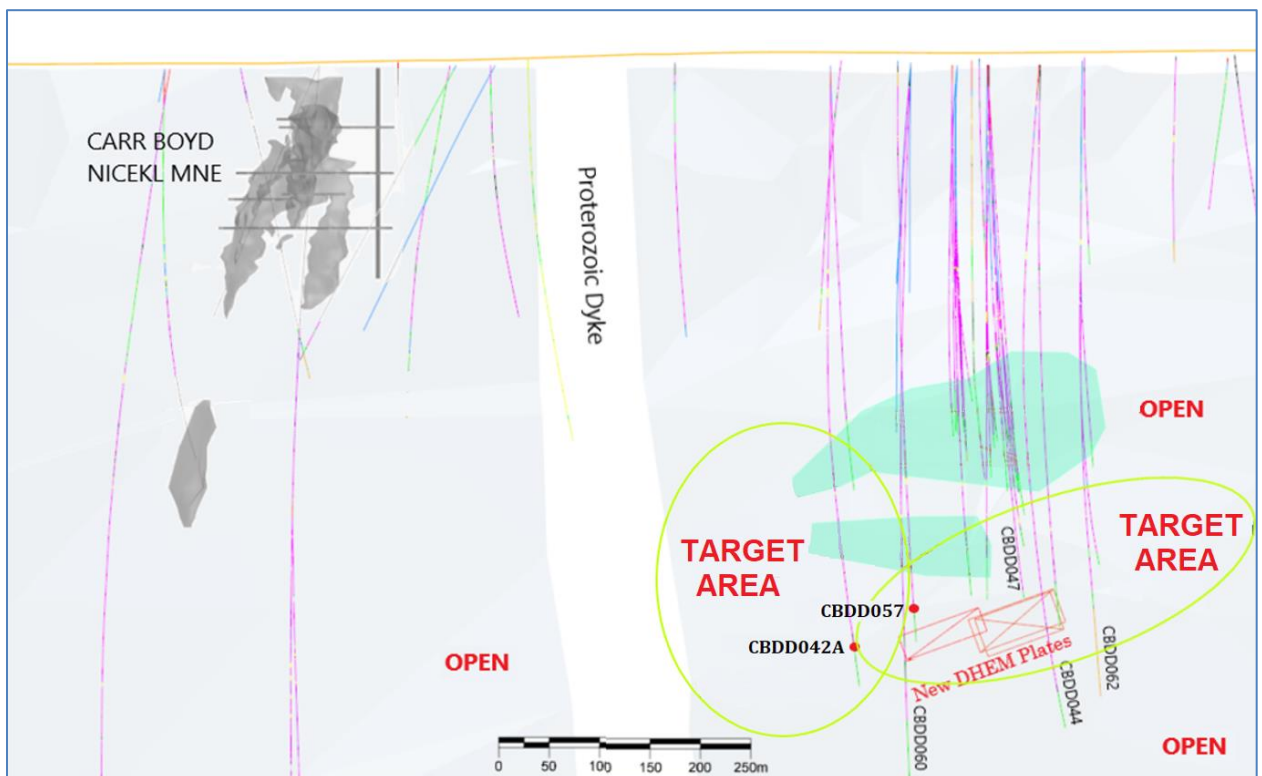 CARR BOYD
NICEKL MNE
Proterozoic Dyke
OPEN
TARGET
AREA
TARGET
AREA
CBDD047
CBDD057
CBDD042A
New DHEM Plates
CBDD062
CBDD044
CBDD060
OPEN
OPEN
0 50 100 150 200 250m